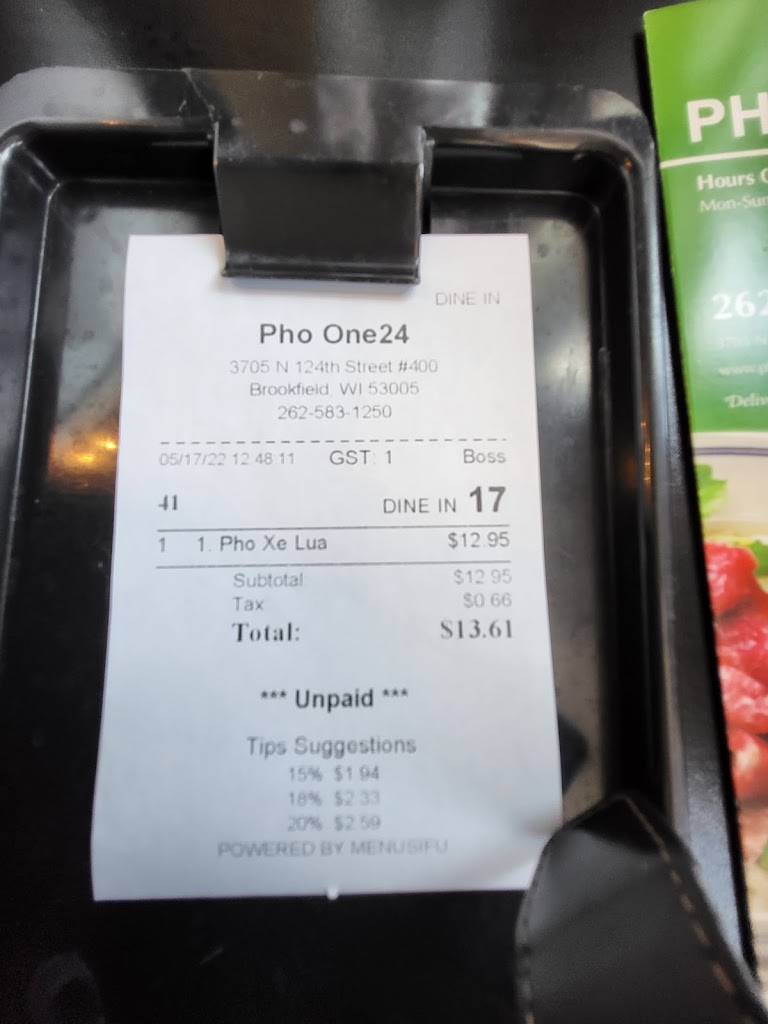 DINE IN
Pho One24
3705 N 124th Street #400
Brookfield WI 53005
262-583-1250
05/17/22 12:48:11 GST: 1 Boss
41 DINE IN 17
1 1. Pho Xe Lua $12.95
Subtotal $12.95
Tax $0.66
Total: $13.61
*** Unpaid ***
Tips Suggestions
15% $1.94
18% $2.33
20% $2.59
POWERED BY MENUSIFU
PH
Hours
Mon-Sun
262